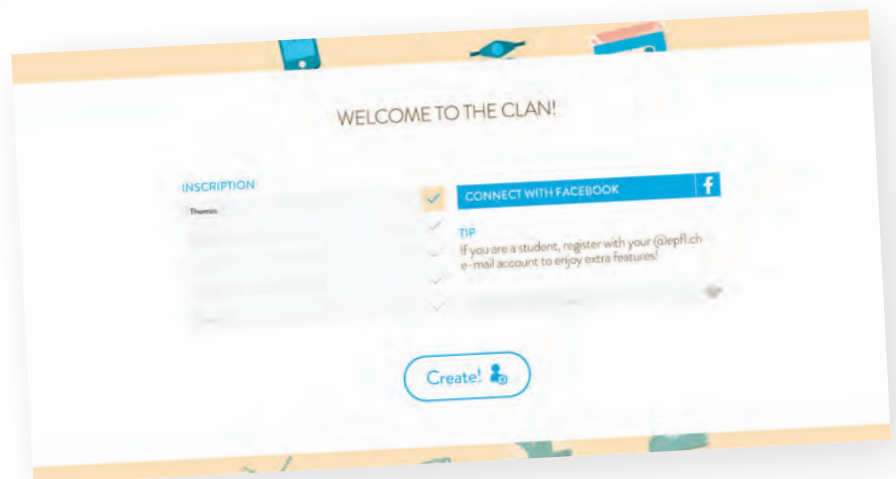 WELCOME TO THE CLAN!
INSCRIPTION
Thomas
CONNECT WITH FACEBOOK f
TIP
If you are a student, register with your @epfl.ch
e-mail account to enjoy extra features!
Create!